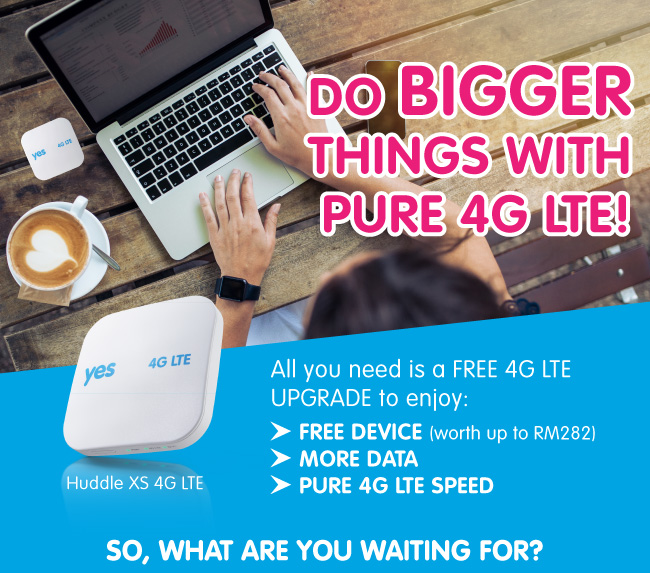 DO BIGGER
THINGS WITH
PURE 4G LTE!
yes 4G LTE
yes 4G LTE
Huddle XS 4G LTE
All you need is a FREE 4G LTE
UPGRADE to enjoy:
➤ FREE DEVICE (worth up to RM282)
➤ MORE DATA
➤ PURE 4G LTE SPEED
SO, WHAT ARE YOU WAITING FOR?